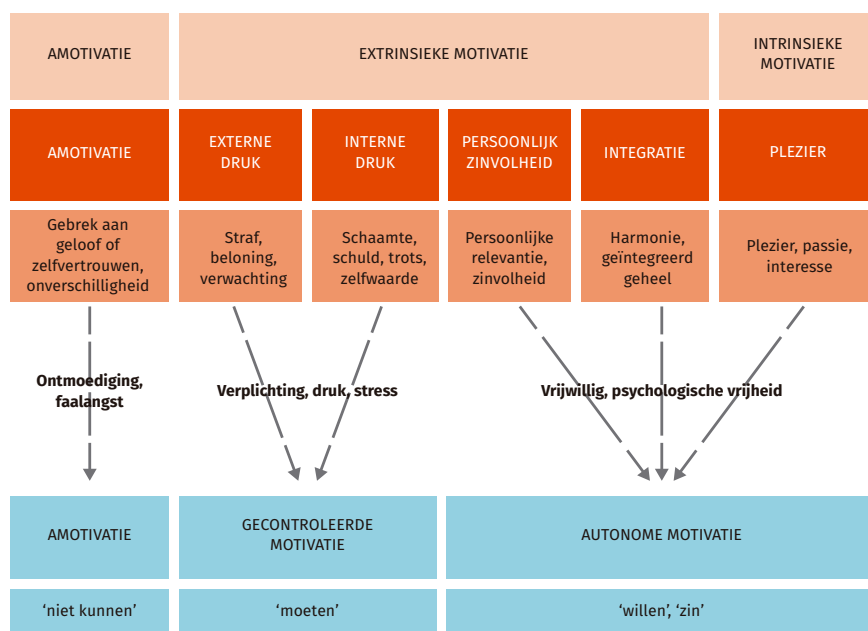 AMOTIVATIE
EXTRINSIEKE MOTIVATIE
INTRINSIEKE
MOTIVATIE
AMOTIVATIE
EXTERNE
DRUK
INTERNE
DRUK
PERSOONLIJK
ZINVOLHEID
INTEGRATIE
PLEZIER
Gebrek aan
geloof of
zelfvertrouwen,
onverschilligheid
Straf,
beloning,
verwachting
Schaamte,
schuld, trots,
zelfwaarde
Persoonlijke
relevantie,
zinvolheid
Harmonie,
geïntegreerd
geheel
Plezier, passie,
interesse
Ontmoediging,
faalangst
Verplichting, druk, stress
Vrijwillig, psychologische vrijheid
AMOTIVATIE
GECONTROLEERDE
MOTIVATIE
AUTONOME MOTIVATIE
‘niet kunnen’
‘moeten’
‘willen’, ‘zin’